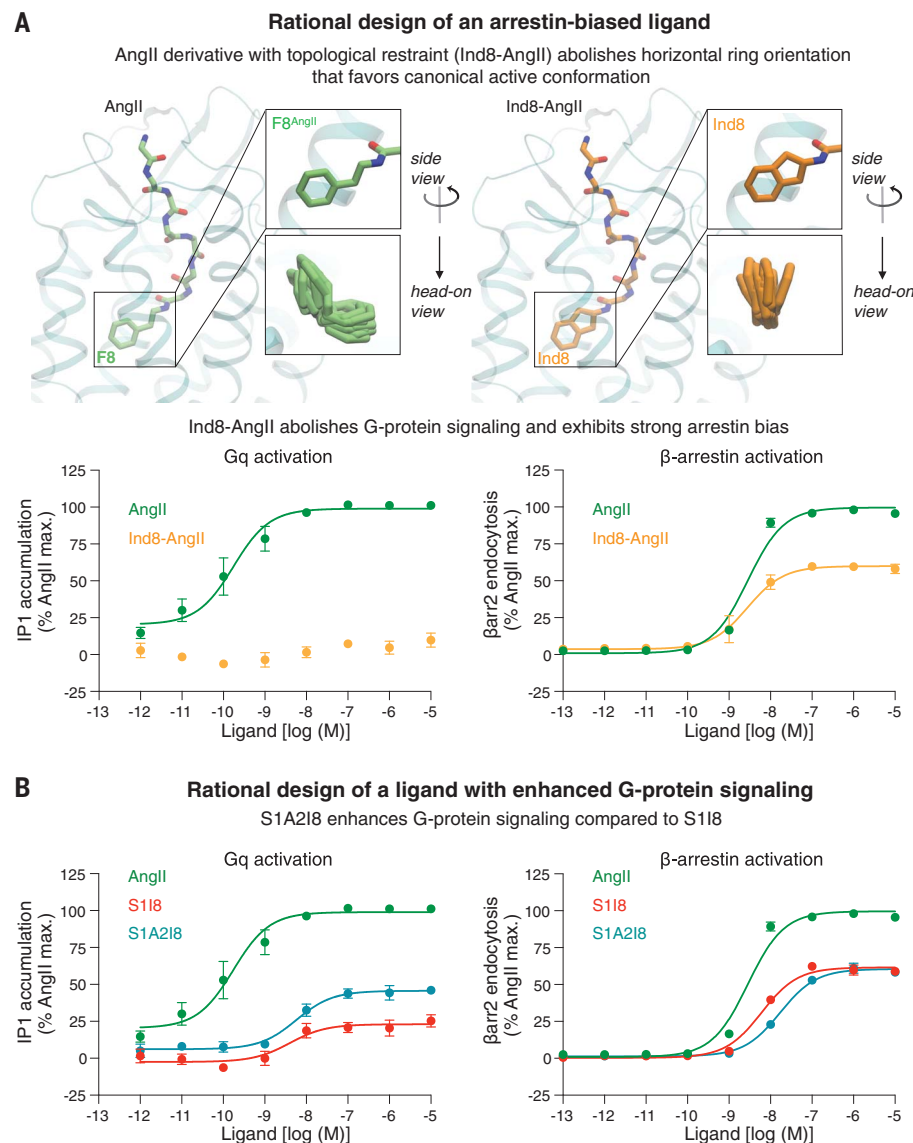 A
Rational design of an arrestin-biased ligand
AngII derivative with topological restraint (Ind8-AngII) abolishes horizontal ring orientation
that favors canonical active conformation
AngII
F8AngII
F8
side
view
head-on
view
Ind8-AngII
Ind8
Ind8
side
view
head-on
view
Ind8-AngII abolishes G-protein signaling and exhibits strong arrestin bias
Gq activation
IP1 accumulation
(% AngII max.)
125
100
75
50
25
0
-25
AngII
Ind8-AngII
-13 -12 -11 -10 -9 -8 -7 -6 -5
Ligand [log (M)]
β-arrestin activation
βarr2 endocytosis
(% AngII max.)
125
100
75
50
25
0
-25
AngII
Ind8-AngII
-13 -12 -11 -10 -9 -8 -7 -6 -5
Ligand [log (M)]
B
Rational design of a ligand with enhanced G-protein signaling
S1A2I8 enhances G-protein signaling compared to S1I8
Gq activation
IP1 accumulation
(% AngII max.)
125
100
75
50
25
0
-25
AngII
S1I8
S1A2I8
-13 -12 -11 -10 -9 -8 -7 -6 -5
Ligand [log (M)]
β-arrestin activation
βarr2 endocytosis
(% AngII max.)
125
100
75
50
25
0
-25
AngII
S1I8
S1A2I8
-13 -12 -11 -10 -9 -8 -7 -6 -5
Ligand [log (M)]